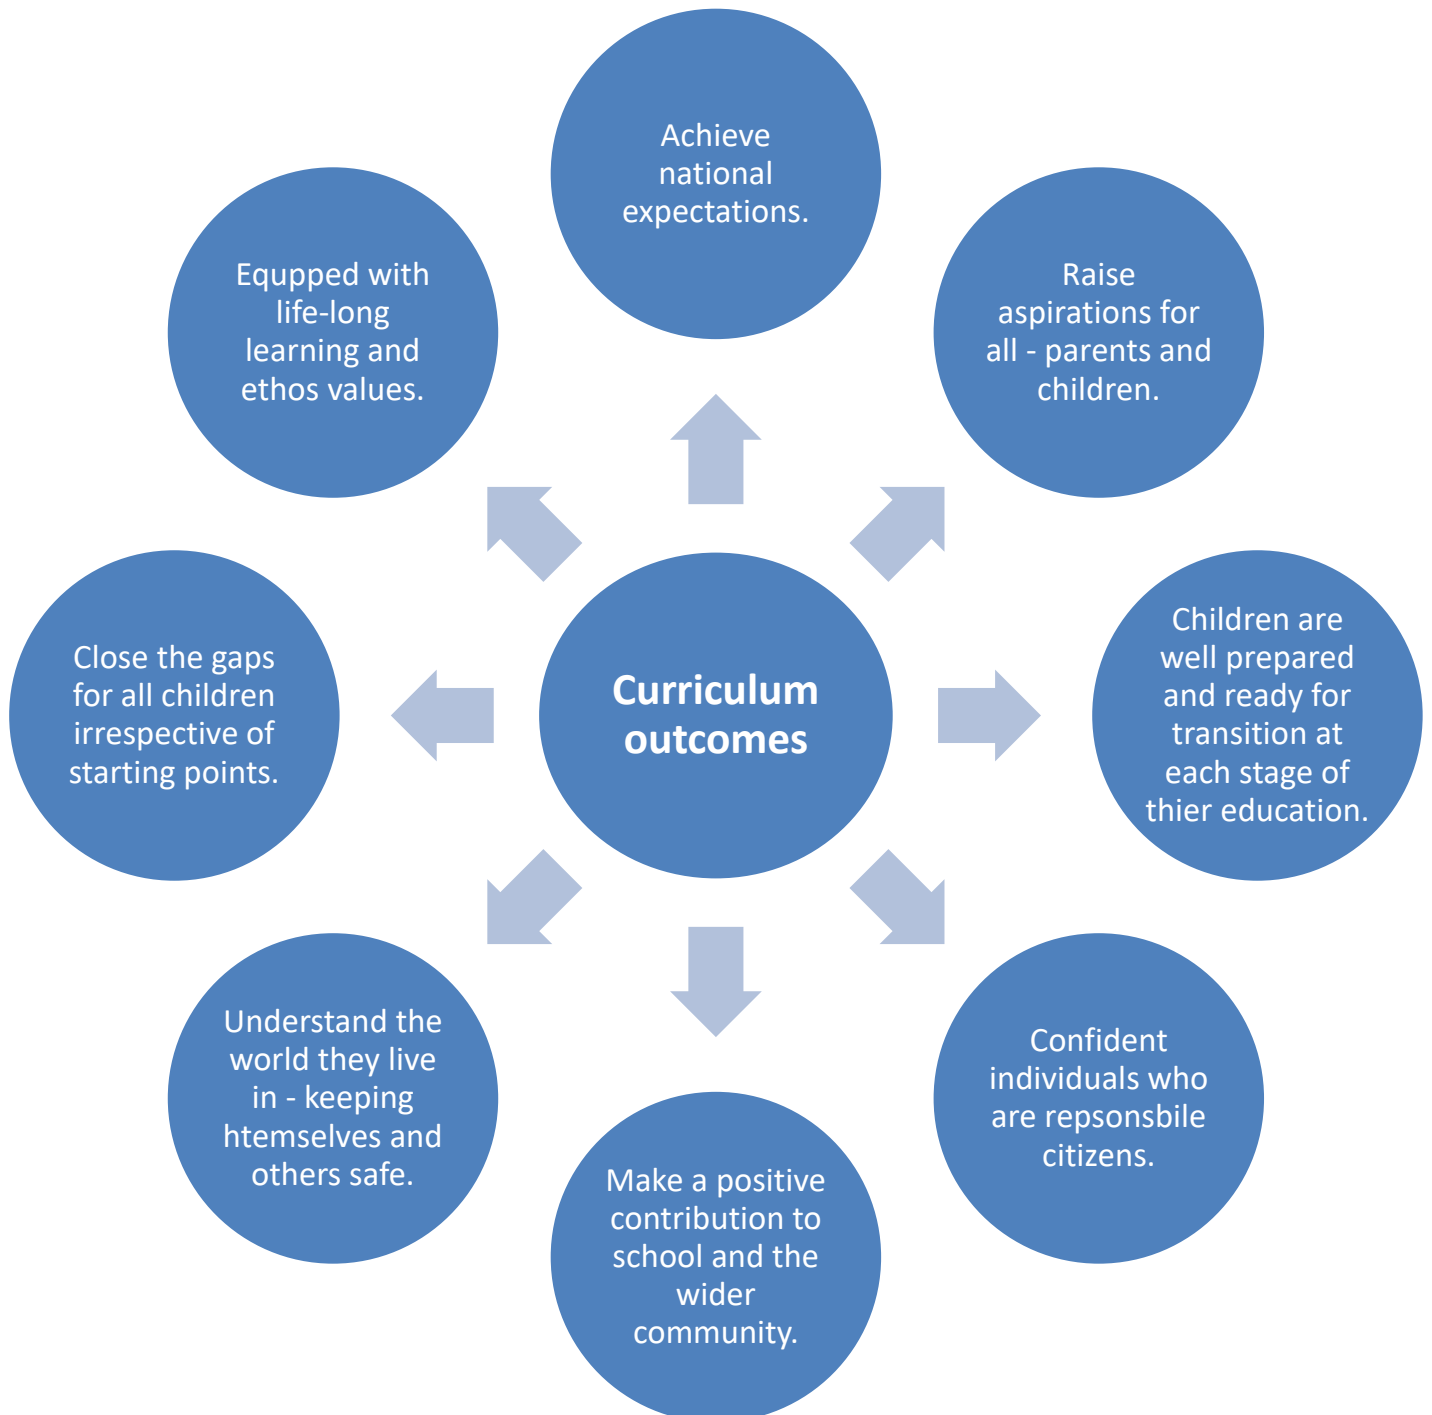 Achieve
national
expectations.
Raise
aspirations for
all - parents and
children.
Children are
well prepared
and ready for
transition at
each stage of
thier education.
Confident
individuals who
are repsonsbile
citizens.
Make a positive
contribution to
school and the
wider
community.
Understand the
world they live
in - keeping
htemselves and
others safe.
Close the gaps
for all children
irrespective of
starting points.
Equpped with
life-long
learning and
ethos values.
Curriculum
outcomes